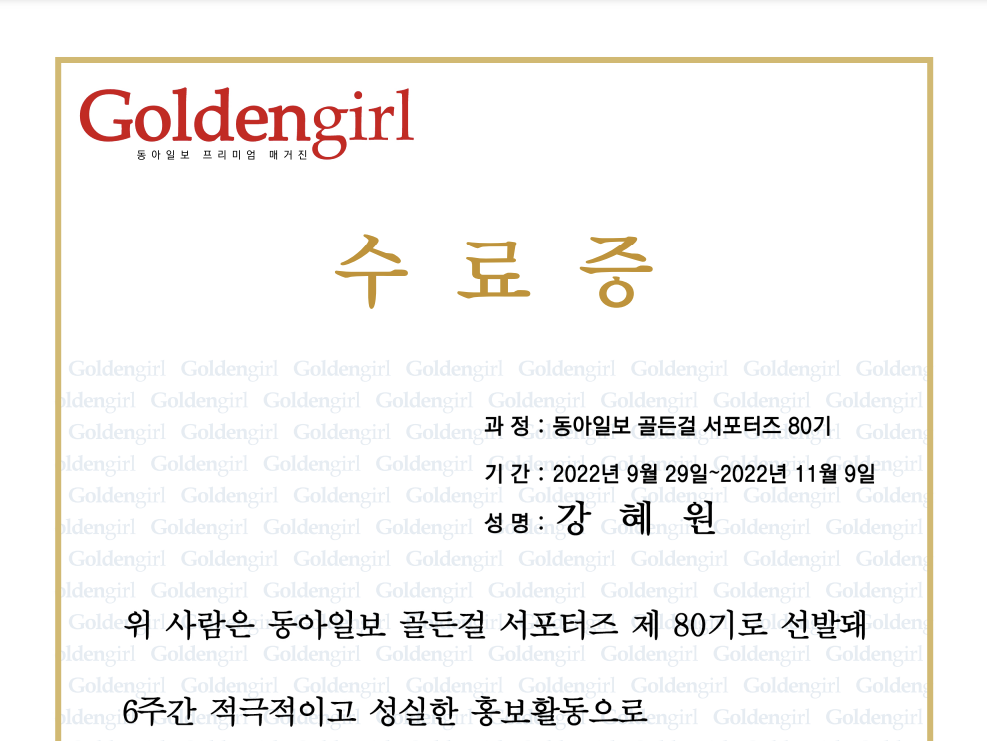 Goldengirl
동아일보 프리미엄 매거진
수 료 증
과 정 : 동아일보 골든걸 서포터즈 80기
기 간 : 2022년 9월 29일~2022년 11월 9일
성 명 : 강 혜 원
위 사람은 동아일보 골든걸 서포터즈 제 80기로 선발돼
6주간 적극적이고 성실한 홍보활동으로